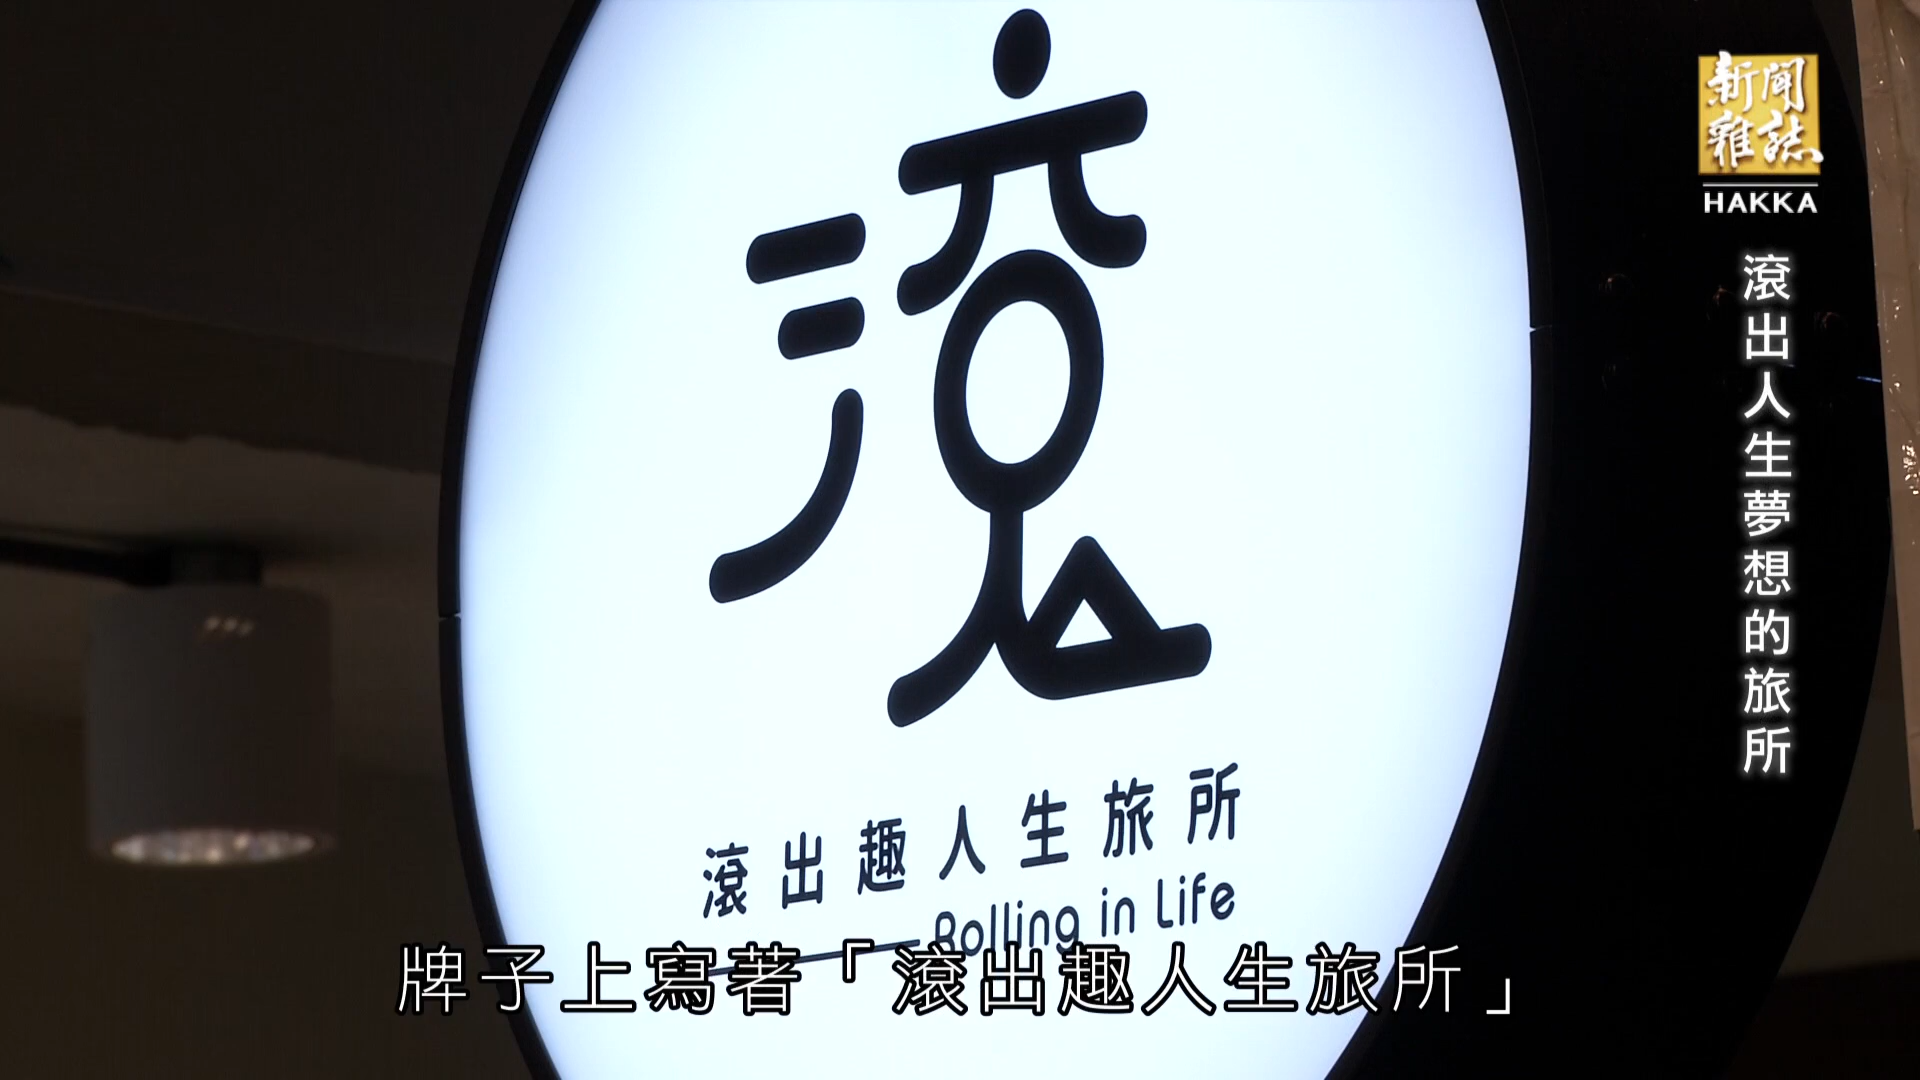 滾
滾出趣人生旅所
Rolling in Life
新聞
雜誌
HAKKA
滾出人生夢想的旅所
牌子上寫著「滾出趣人生旅所」